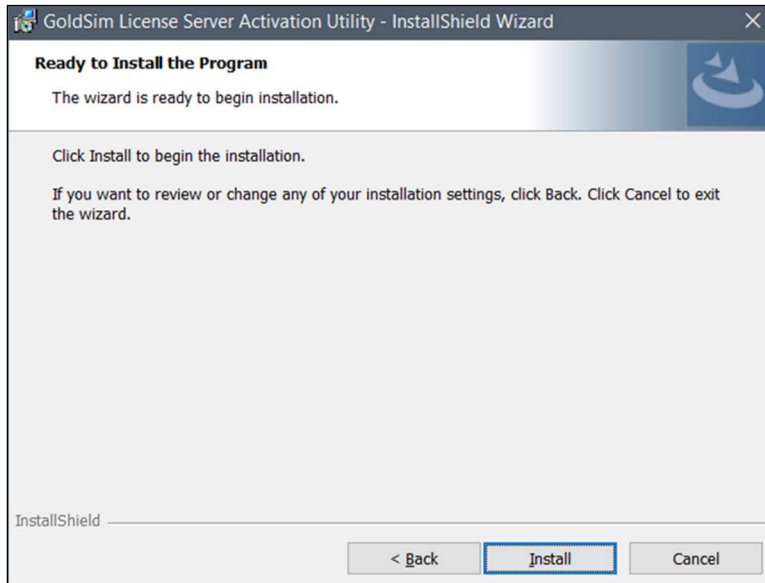 GoldSim License Server Activation Utility - InstallShield Wizard
Ready to Install the Program
The wizard is ready to begin installation.
Click Install to begin the installation.
If you want to review or change any of your installation settings, click Back. Click Cancel to exit
the wizard.
InstallShield
< Back Install Cancel